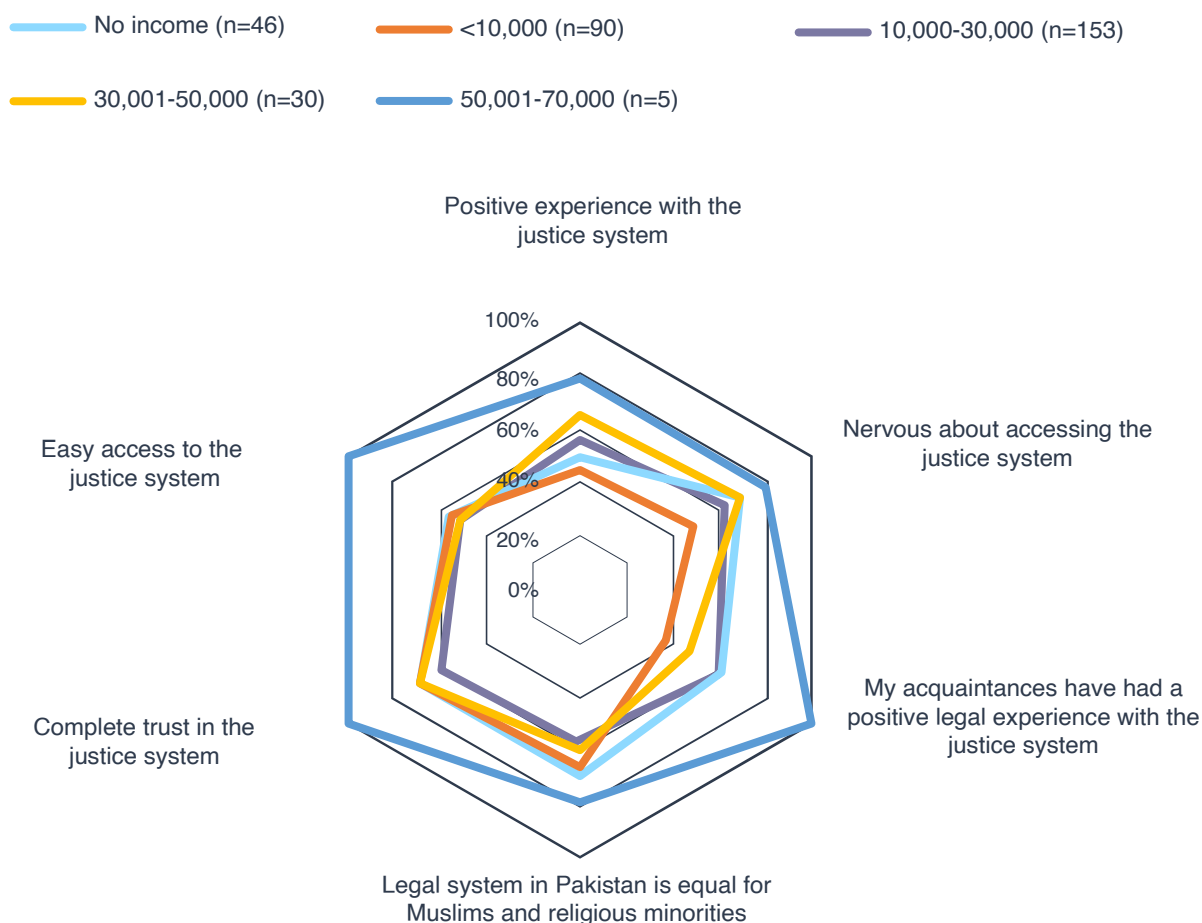 No income (n=46)
<10,000 (n=90)
10,000-30,000 (n=153)
30,001-50,000 (n=30)
50,001-70,000 (n=5)
Positive experience with the
justice system
100%
80%
60%
40%
20%
0%
Nervous about accessing the
justice system
My acquaintances have had a
positive legal experience with the
justice system
Legal system in Pakistan is equal for
Muslims and religious minorities
Complete trust in the
justice system
Easy access to the
justice system